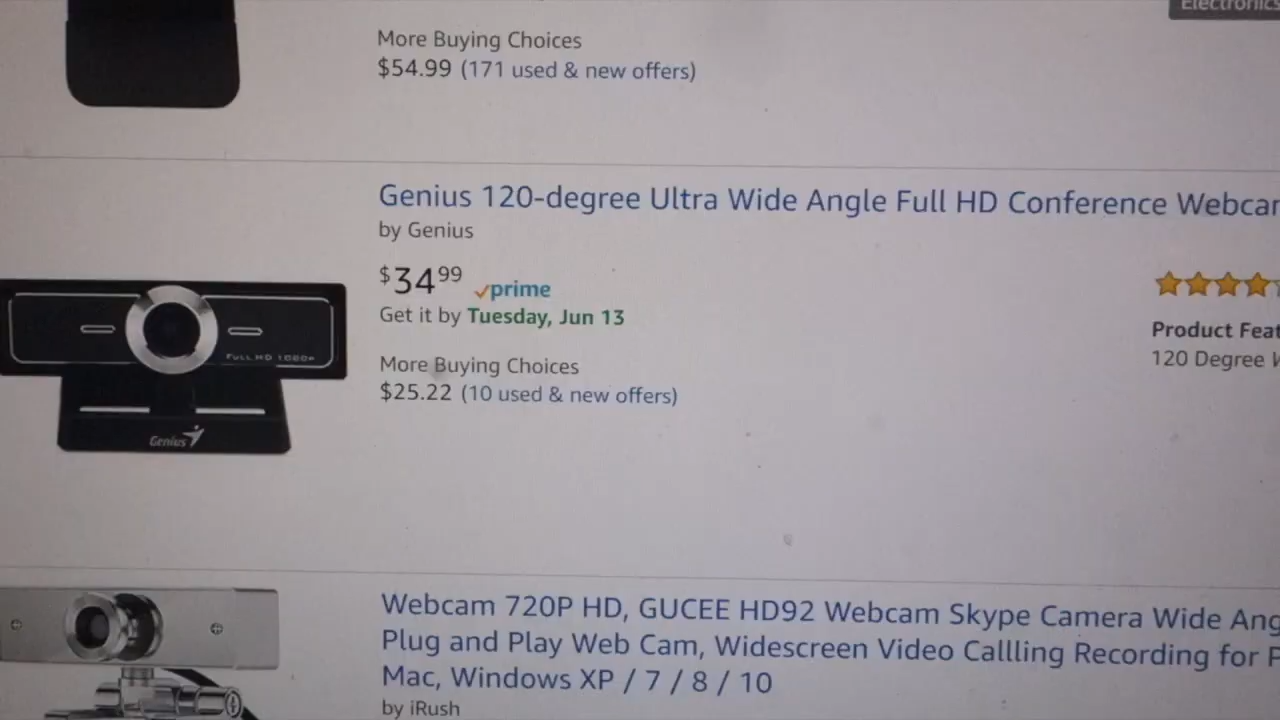 Electronics
More Buying Choices
$54.99 (171 used & new offers)
Genius 120-degree Ultra Wide Angle Full HD Conference Webcam
by Genius
$34 99 prime
Get it by Tuesday, Jun 13
Product Feat
120 Degree W
FULL HD 1080P
More Buying Choices
$25.22 (10 used & new offers)
Genius
Webcam 720P HD, GUCEE HD92 Webcam Skype Camera Wide Ang
Plug and Play Web Cam, Widescreen Video Callling Recording for P
Mac, Windows XP / 7 / 8 / 10
by iRush